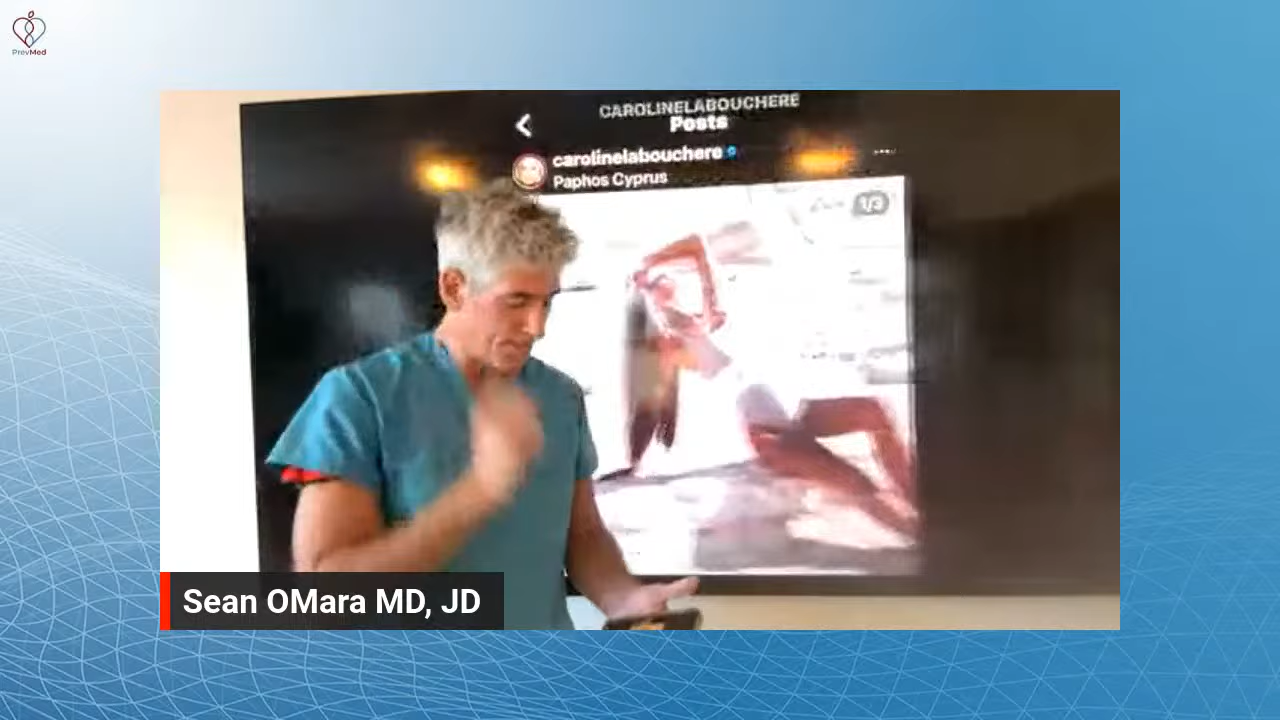 PrevMed
CAROLINELABOUCHERE
Posts
carolinelabouchere
Paphos Cyprus
1/3
Sean OMara MD, JD